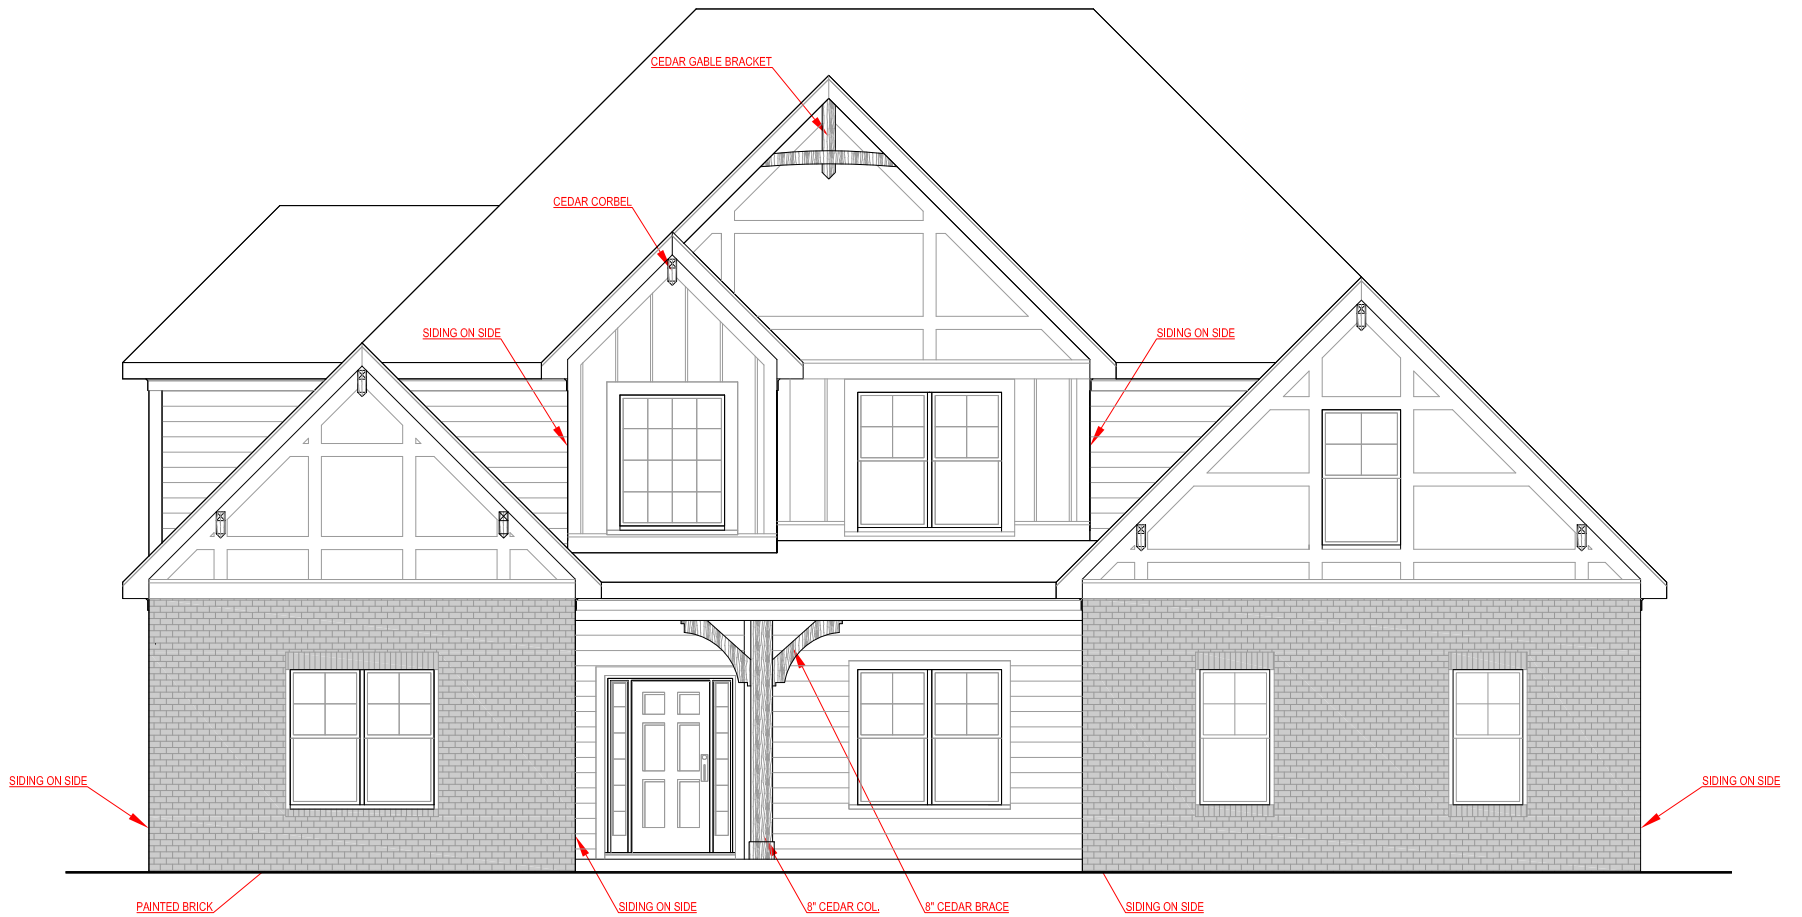 CEDAR GABLE BRACKET
CEDAR CORBEL
SIDING ON SIDE
SIDING ON SIDE
SIDING ON SIDE
SIDING ON SIDE
PAINTED BRICK
SIDING ON SIDE
8" CEDAR COL.
8" CEDAR BRACE
SIDING ON SIDE